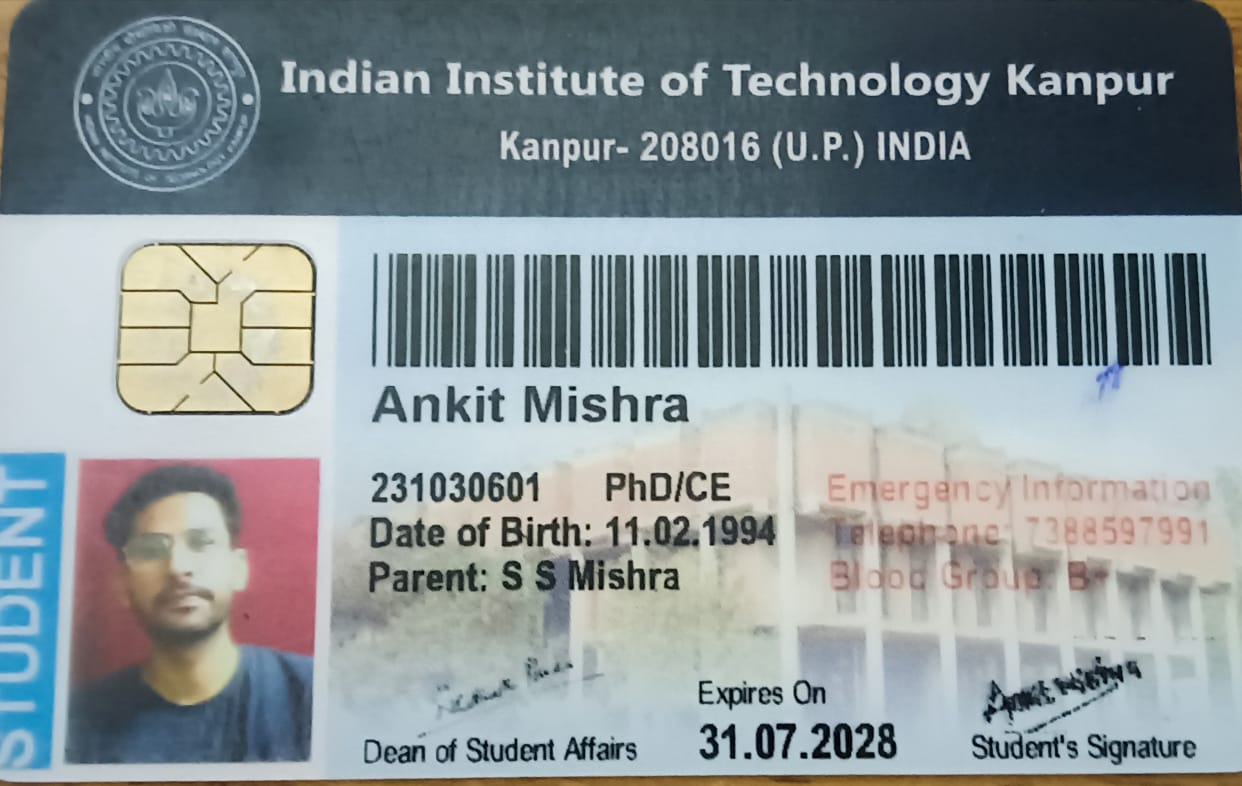 Indian Institute of Technology Kanpur
Kanpur- 208016 (U.P.) INDIA
Ankit Mishra
231030601 PhD/CE
Date of Birth: 11.02.1994
Parent: S S Mishra
Emergency Information
Telephone: 7388597991
Blood Group: B+
STUDENT
Expires On
31.07.2028
Dean of Student Affairs
Student's Signature